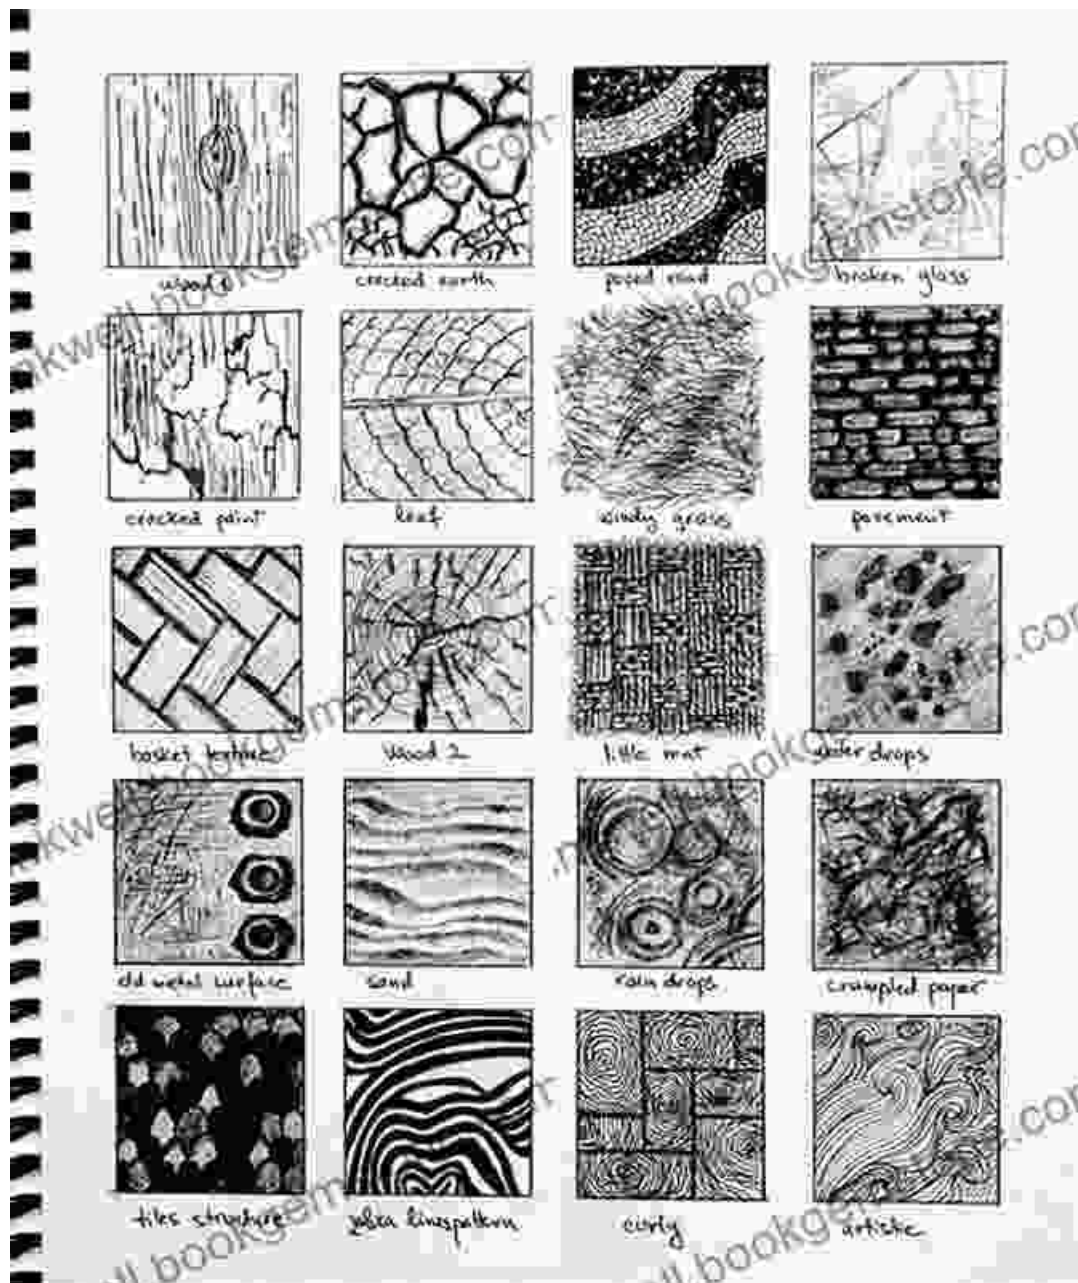 wood 1
cracked earth
paved road
broken glass
cracked paint
leaf
windy grass
pavement
basket texture
Wood 2
little mat
water drops
old metal surface
sand
rain drops
crumpled paper
tiles structure
zebra linespattern
curly
artistic